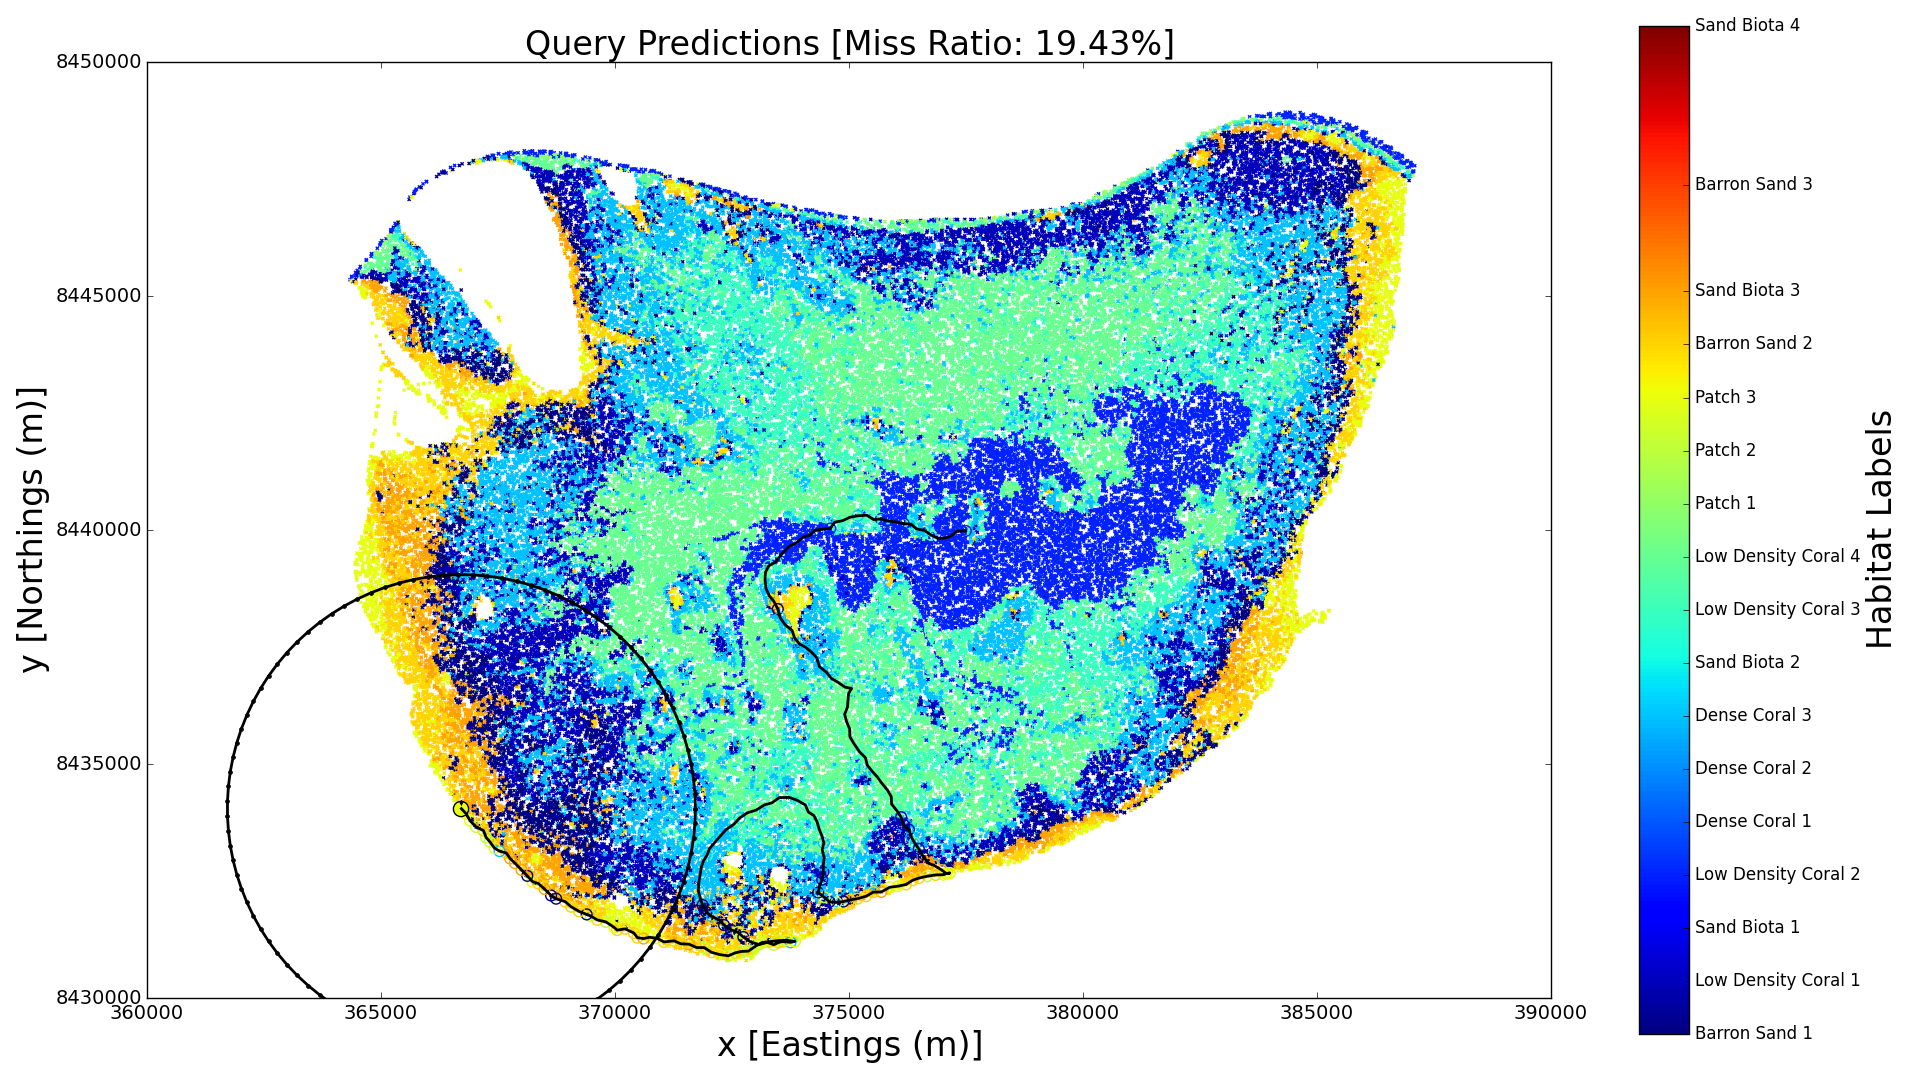 Query Predictions [Miss Ratio: 19.43%]
8450000
8445000
8440000
8435000
8430000
y [Northings (m)]
360000
365000
370000
375000
380000
385000
390000
x [Eastings (m)]
Sand Biota 4
Barron Sand 3
Sand Biota 3
Barron Sand 2
Patch 3
Patch 2
Patch 1
Low Density Coral 4
Low Density Coral 3
Sand Biota 2
Dense Coral 3
Dense Coral 2
Dense Coral 1
Low Density Coral 2
Sand Biota 1
Low Density Coral 1
Barron Sand 1
Habitat Labels